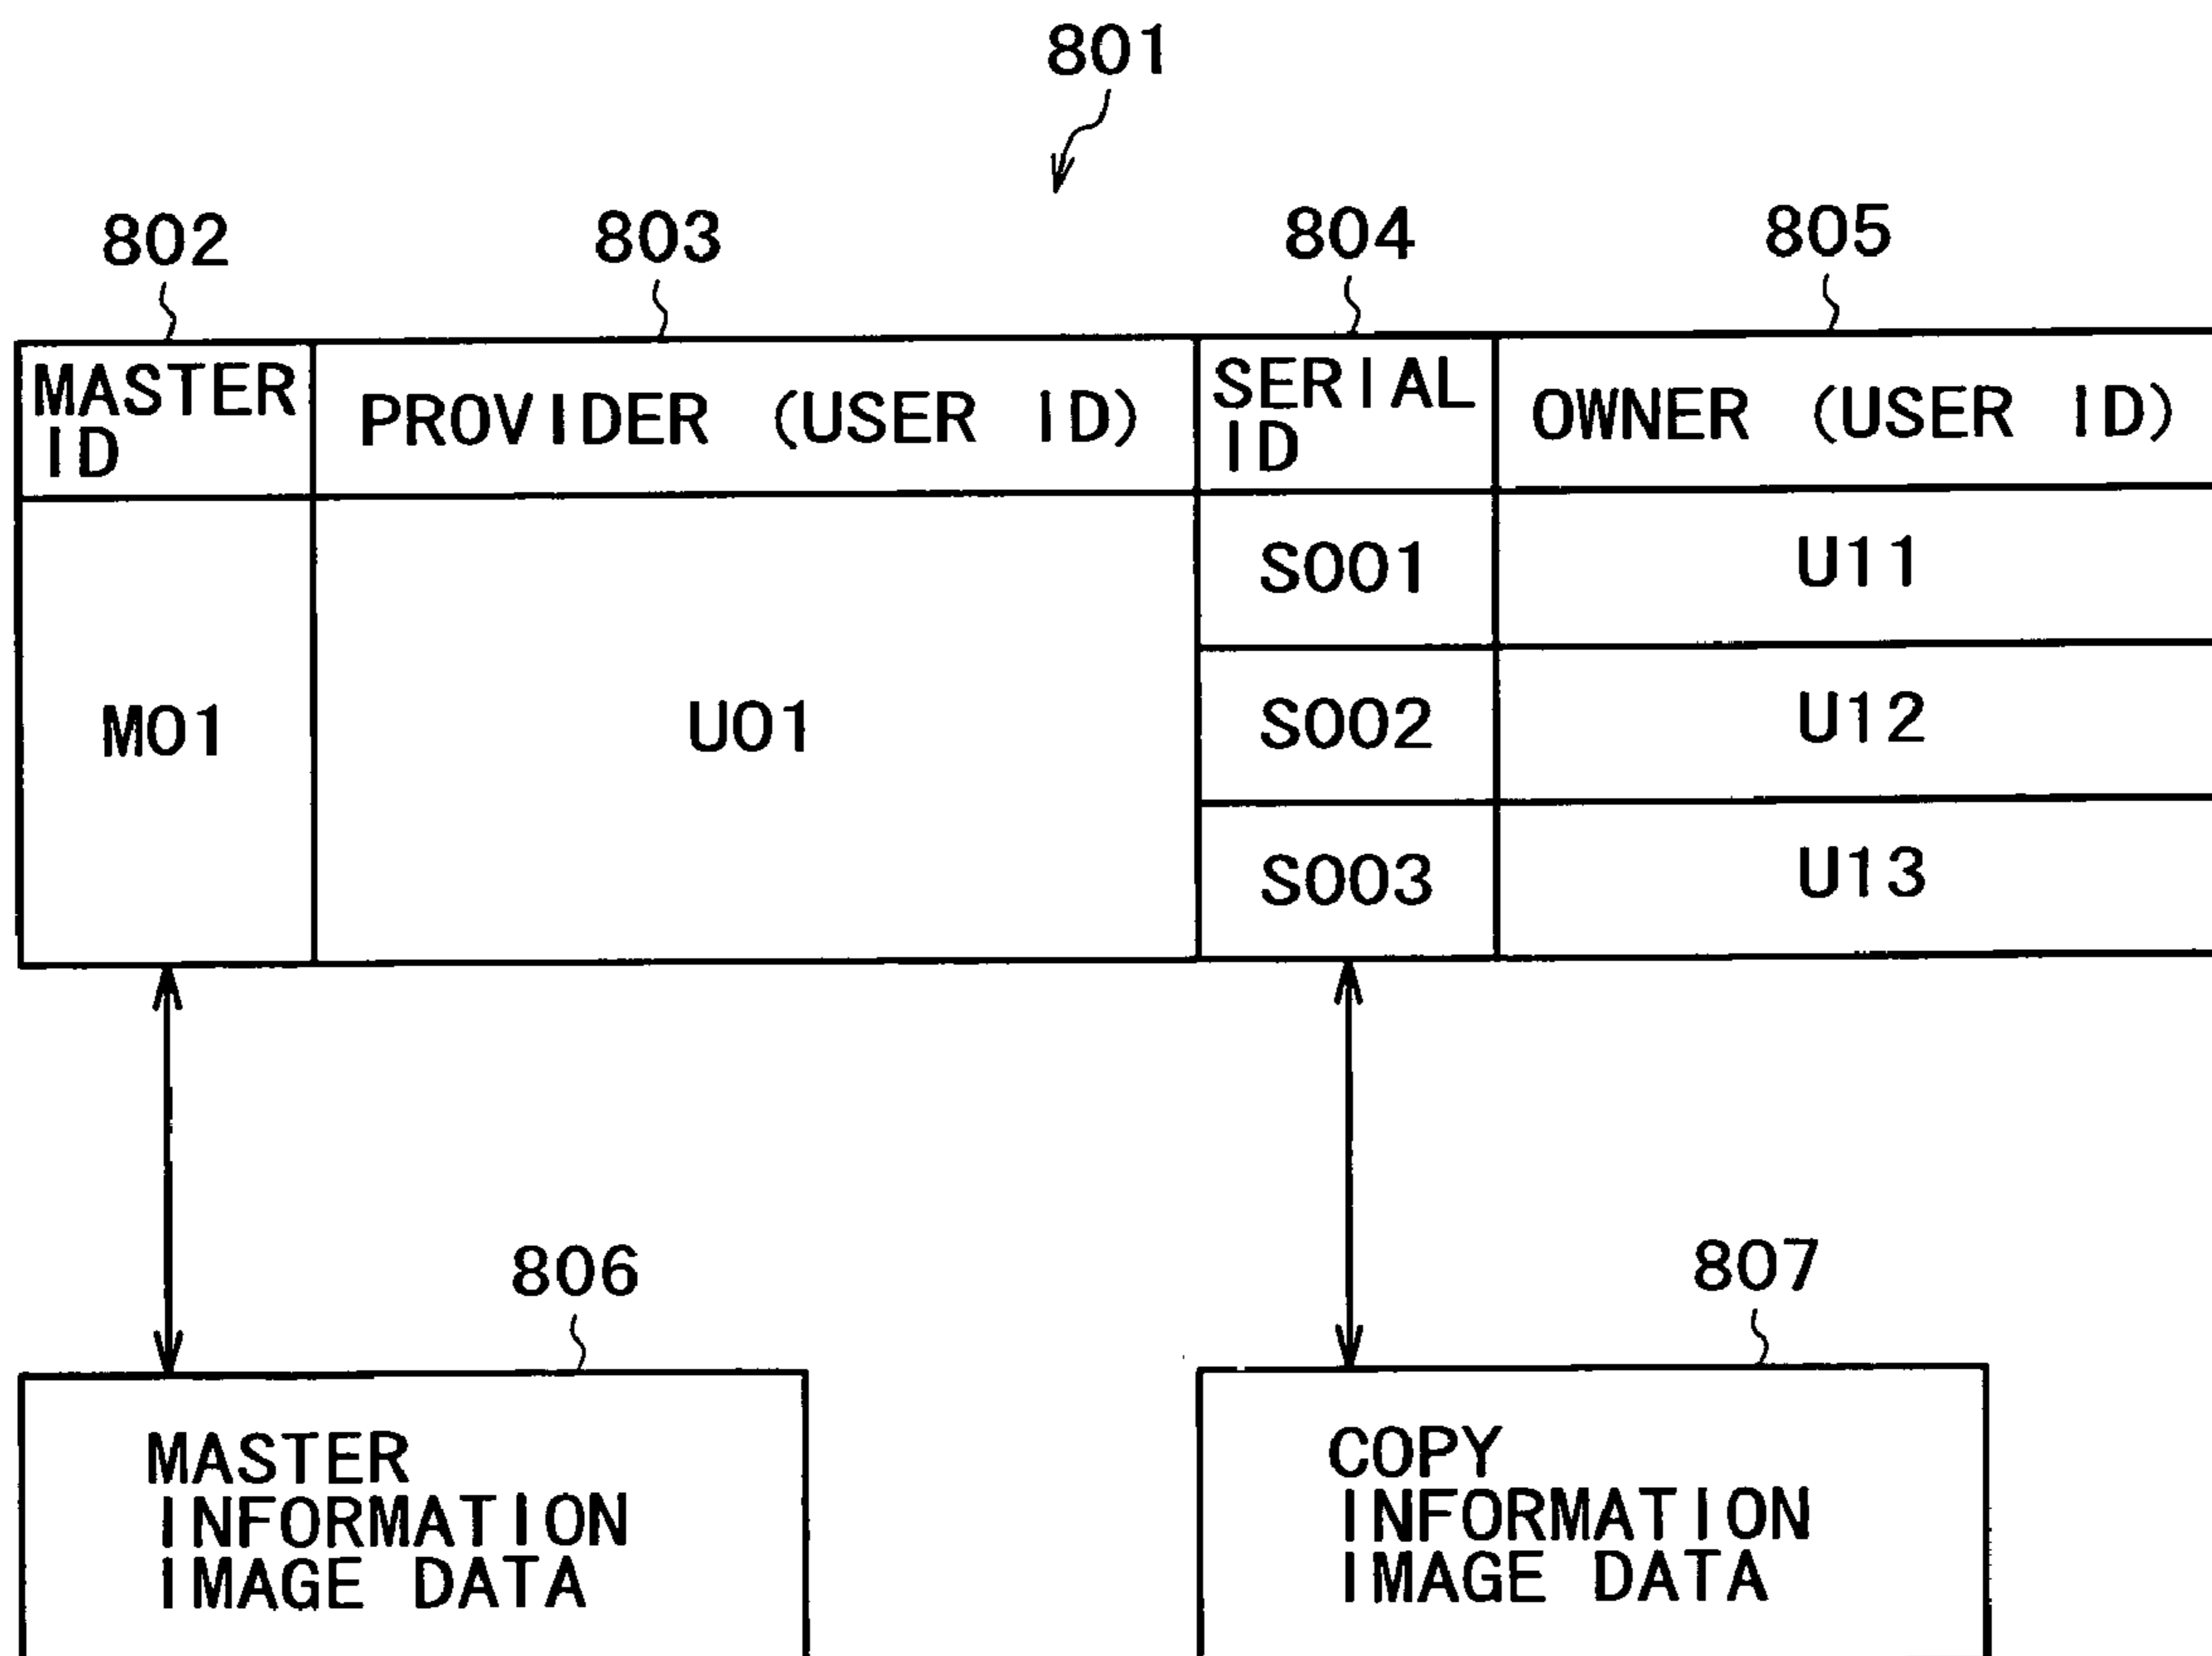 801
802
803
804
805
MASTER
ID
PROVIDER (USER ID)
SERIAL
ID
OWNER (USER ID)
M01
U01
S001
U11
S002
U12
S003
U13
806
807
MASTER
INFORMATION
IMAGE DATA
COPY
INFORMATION
IMAGE DATA